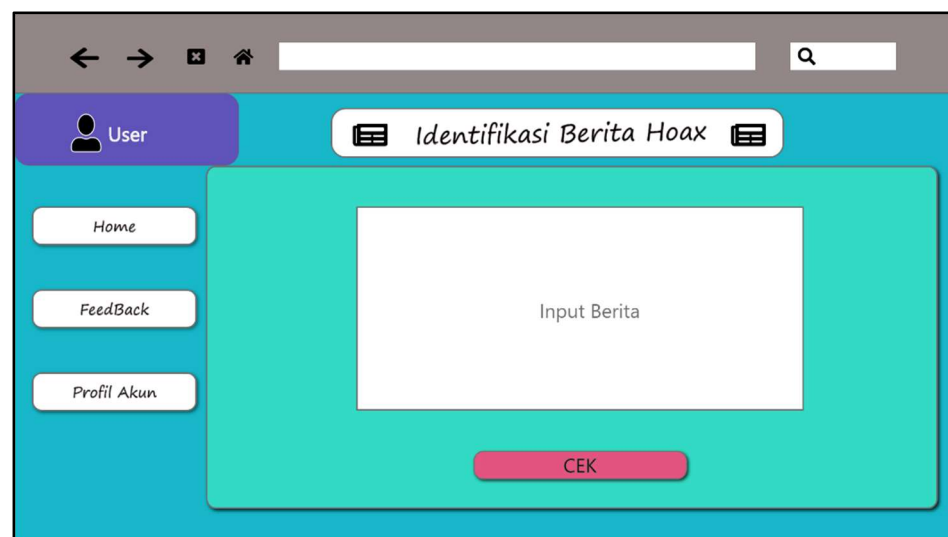 User
Identifikasi Berita Hoax
Home
FeedBack
Profil Akun
Input Berita
CEK